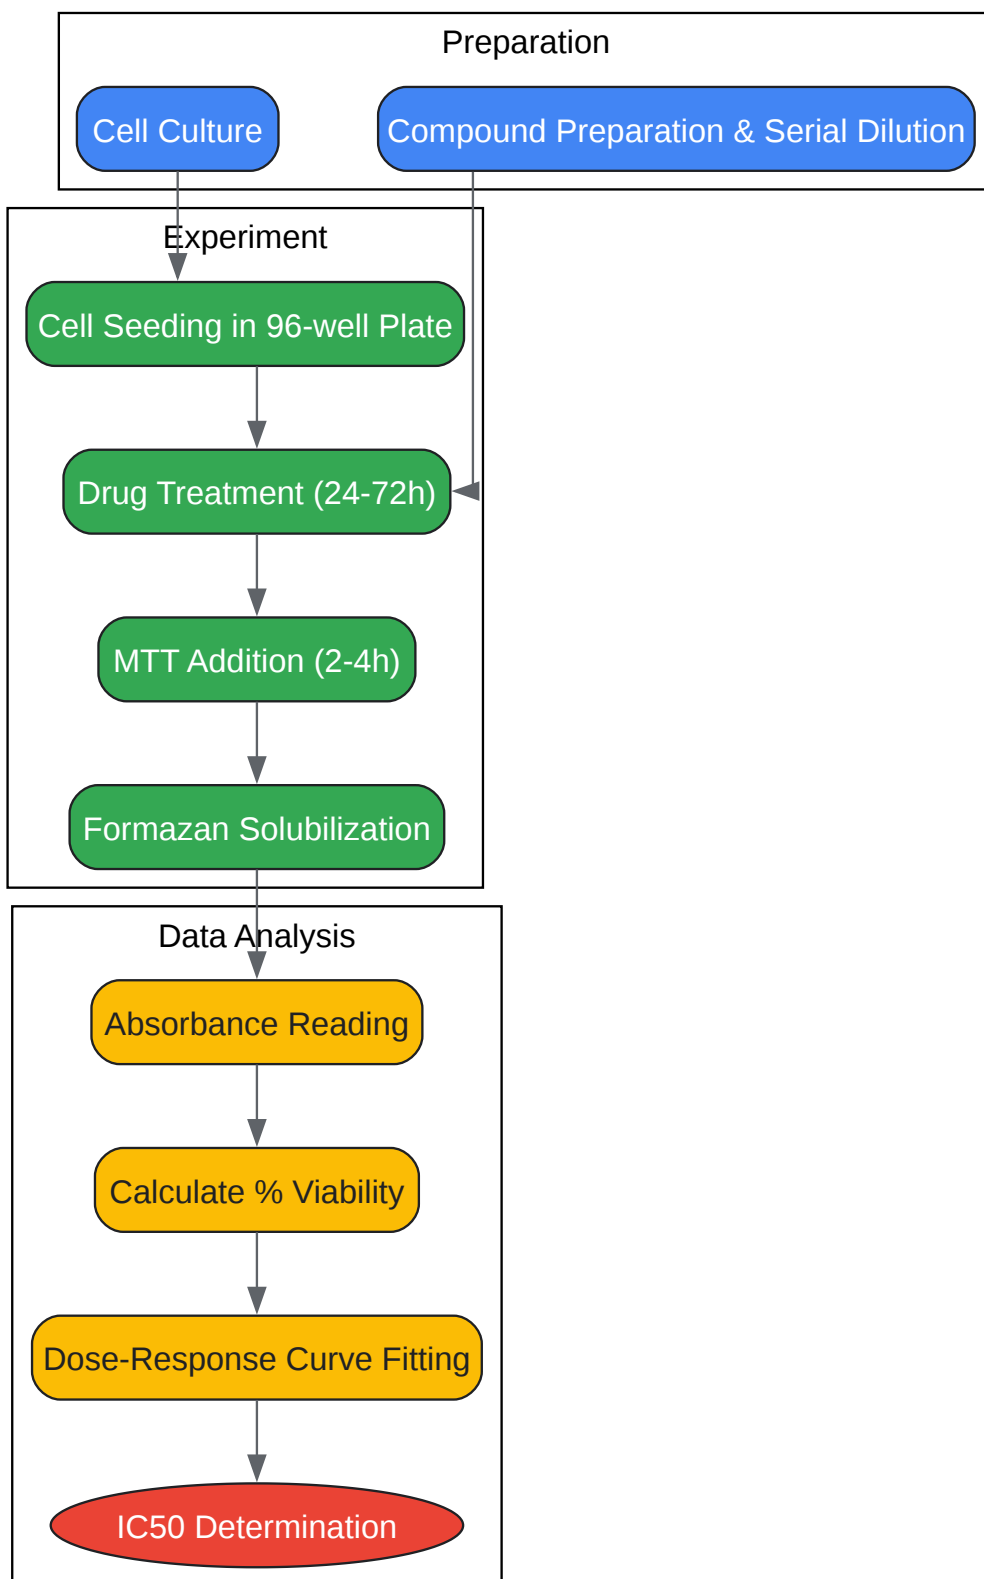 Preparation
Cell Culture
Compound Preparation & Serial Dilution
Experiment
Cell Seeding in 96-well Plate
Drug Treatment (24-72h)
MTT Addition (2-4h)
Formazan Solubilization
Data Analysis
Absorbance Reading
Calculate % Viability
Dose-Response Curve Fitting
IC50 Determination